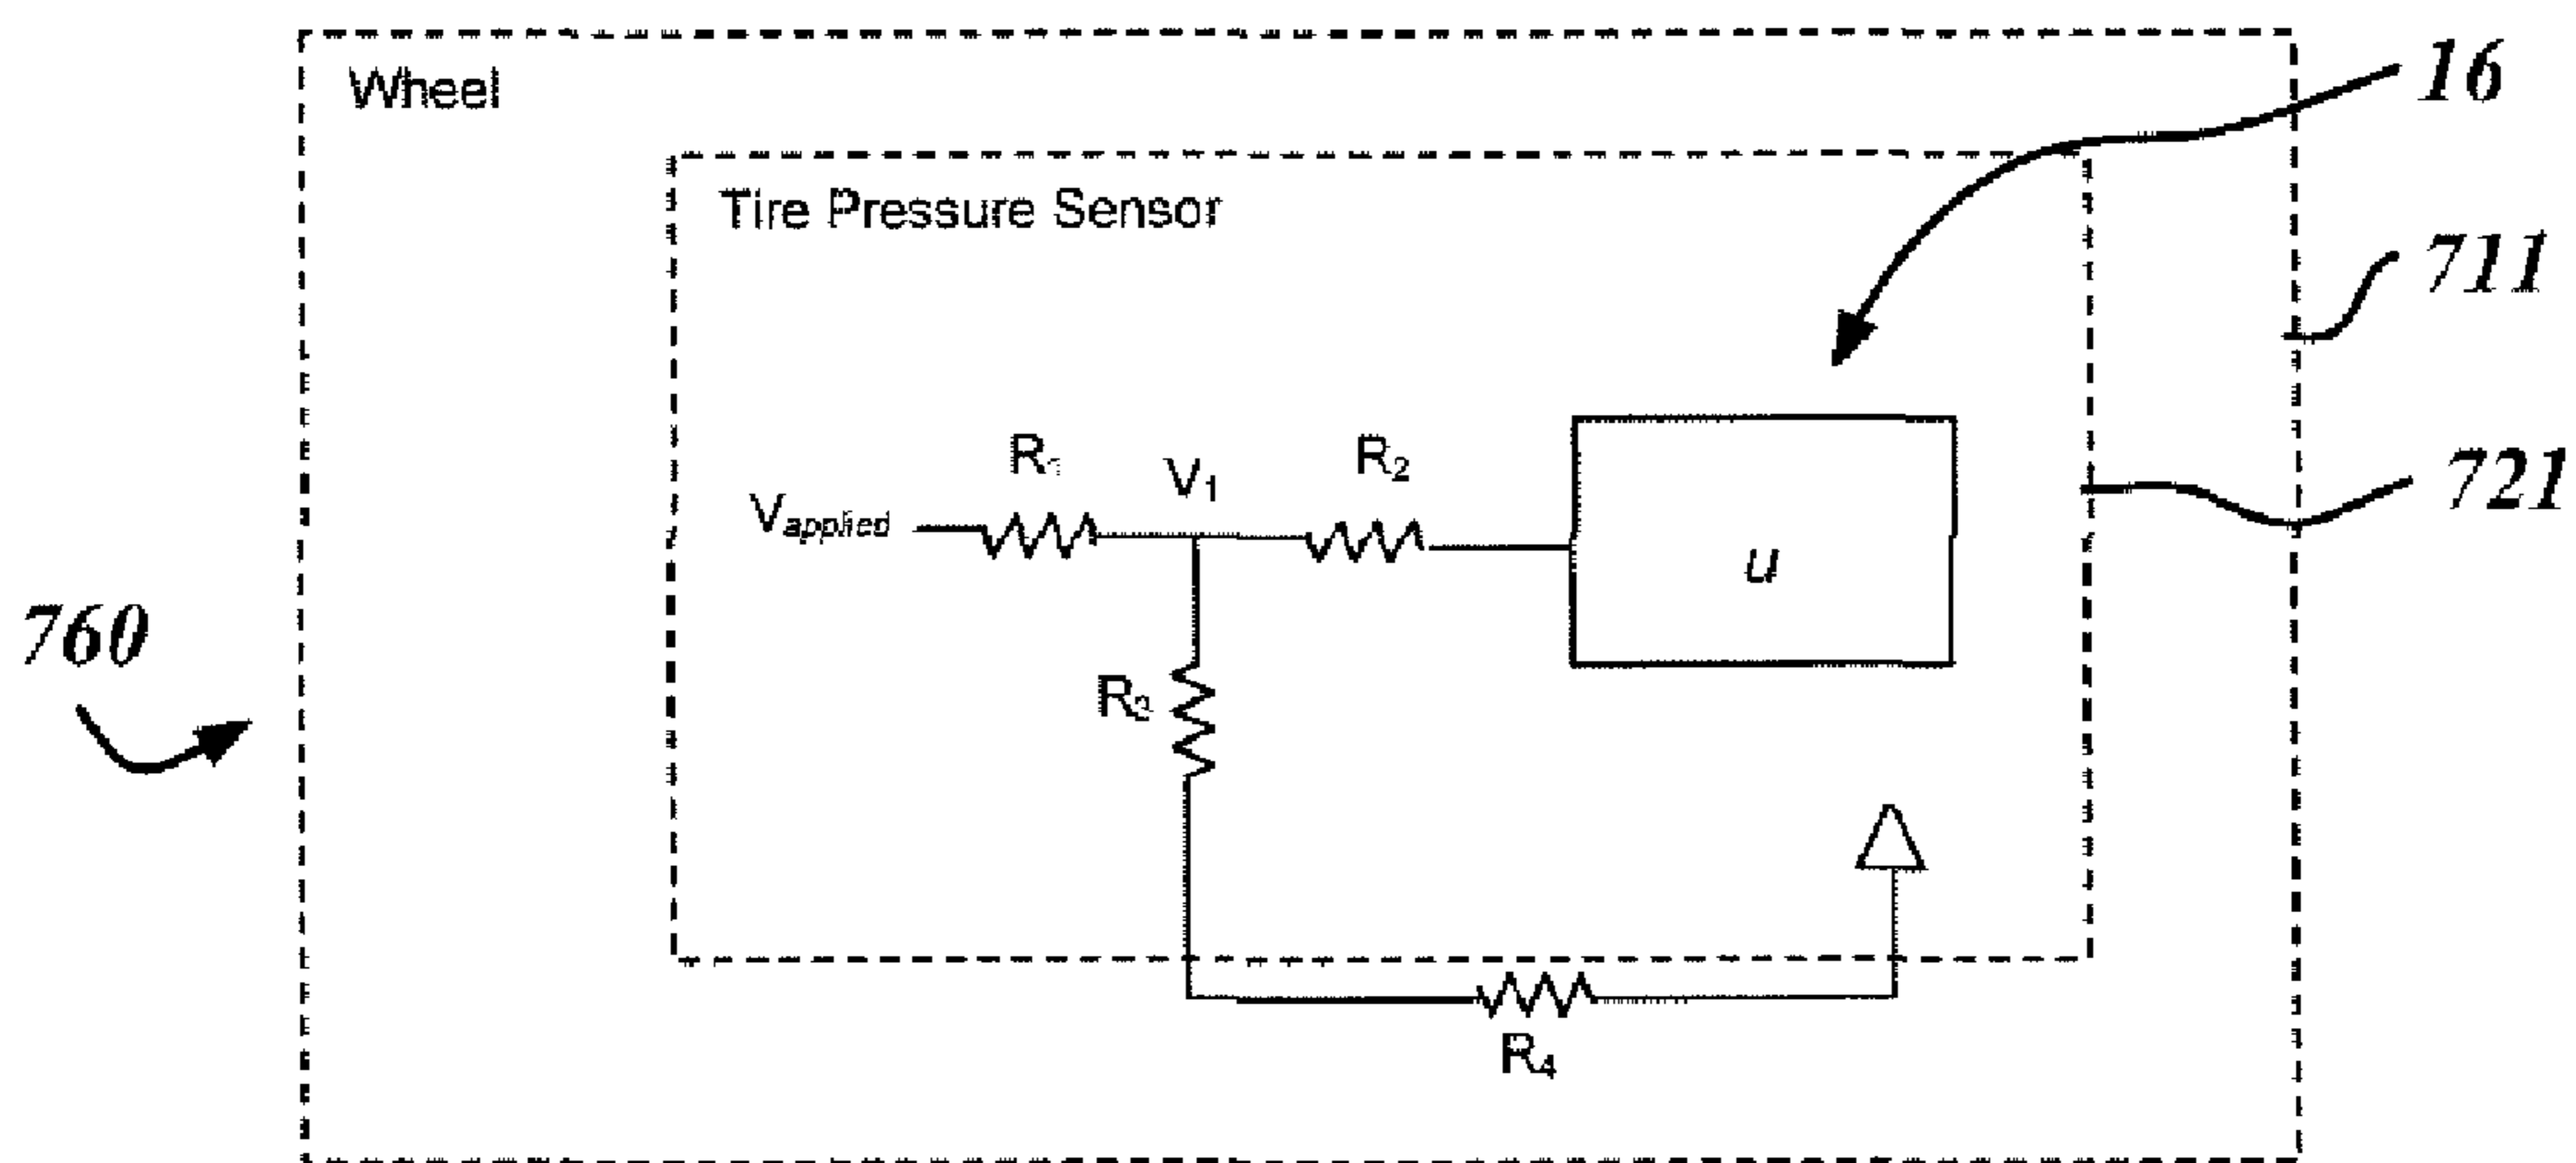 Wheel
16
Tire Pressure Sensor
711
R₁
V₁
R₂
721
Vapplied
u
760
R₃
R₄